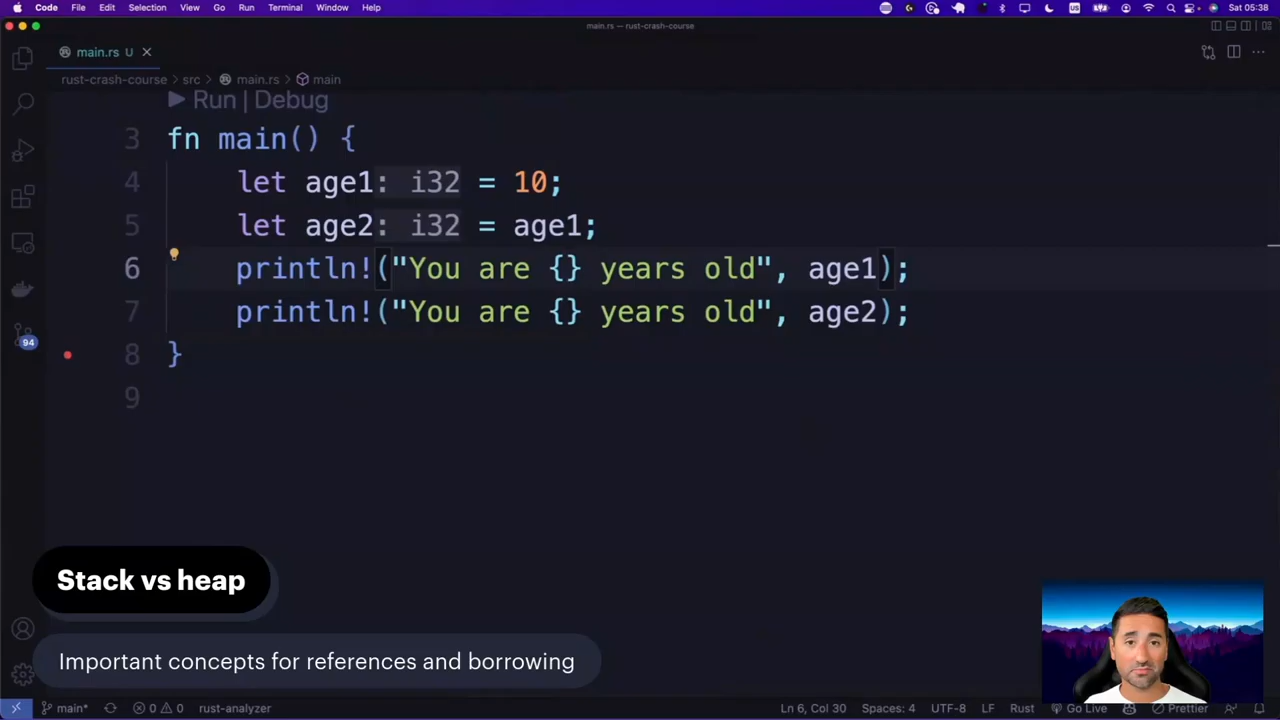 Code File Edit Selection View Go Run Terminal Window Help US Sat 05:38
main.rs — rust-crash-course
main.rs U
rust-crash-course > src > main.rs > main
Run | Debug
3 fn main() {
4 let age1: i32 = 10;
5 let age2: i32 = age1;
6 println!("You are {} years old", age1);
7 println!("You are {} years old", age2);
8 }
9
94
Stack vs heap
Important concepts for references and borrowing
main* 0 0 rust-analyzer Ln 6, Col 30 Spaces: 4 UTF-8 LF Rust Go Live Prettier